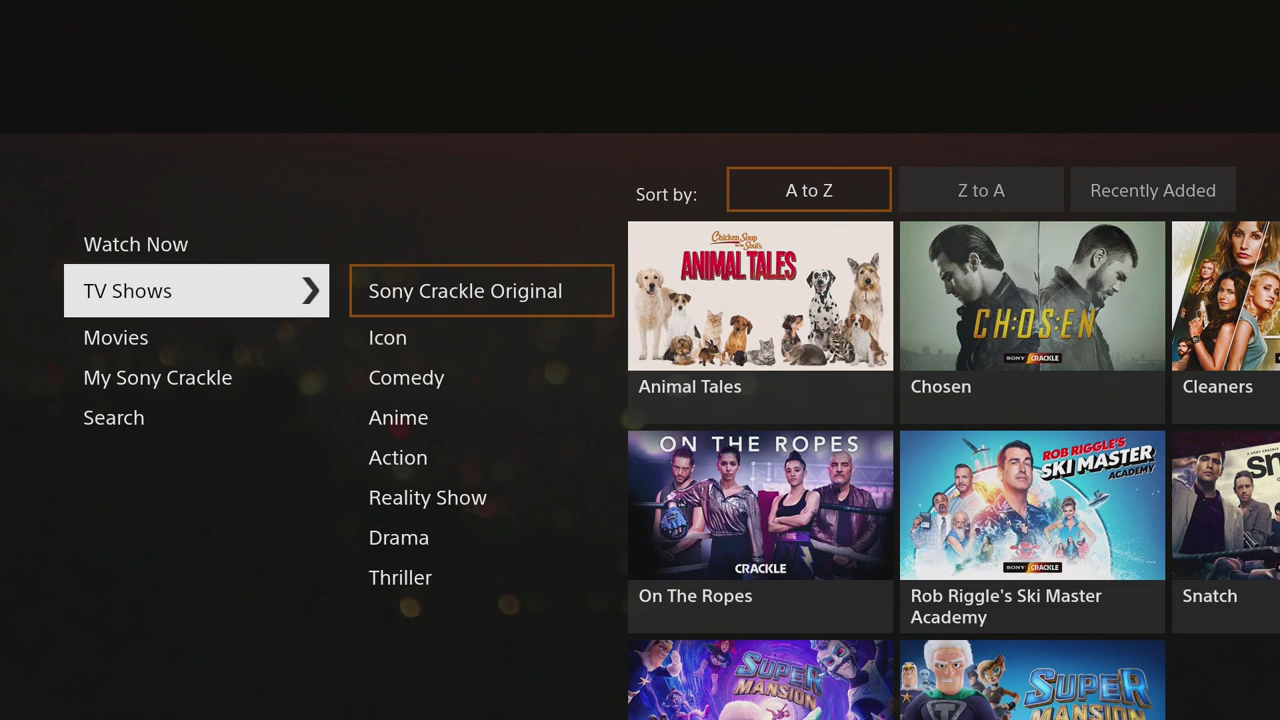 Sort by:
A to Z
Z to A
Recently Added
Watch Now
TV Shows
Movies
My Sony Crackle
Search
Sony Crackle Original
Icon
Comedy
Anime
Action
Reality Show
Drama
Thriller
Chicken Soup
for the Soul's
ANIMAL TALES
Animal Tales
CHOSEN
SONY CRACKLE
Chosen
Cleaners
ON THE ROPES
CRACKLE
On The Ropes
ROB RIGGLE'S
SKI MASTER
ACADEMY
SONY CRACKLE
Rob Riggle's Ski Master
Academy
A SONY CRACKLE
sn
Snatch
SUPER
MANSION
SUPER
MANSION